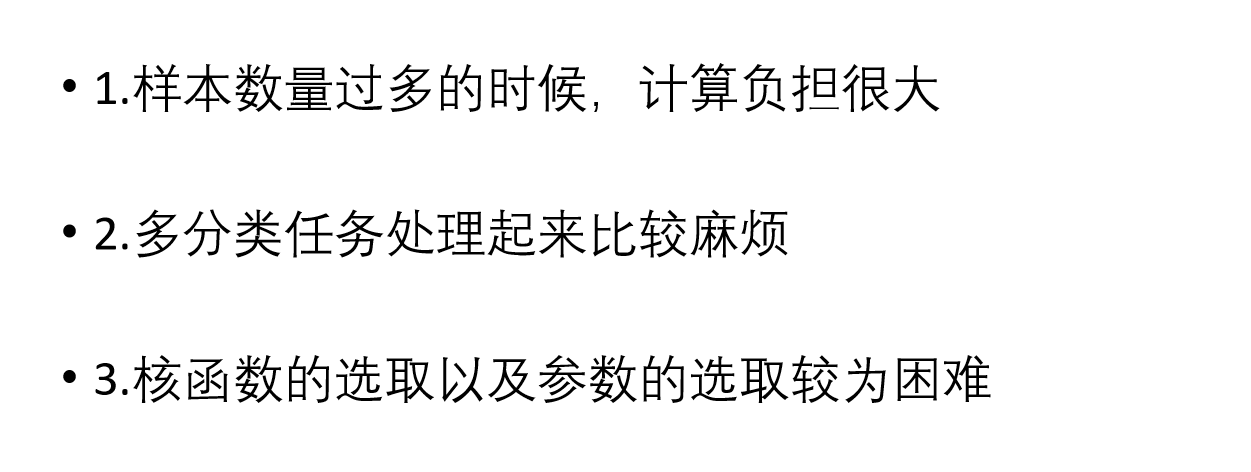 • 1.样本数量过多的时候，计算负担很大
• 2.多分类任务处理起来比较麻烦
• 3.核函数的选取以及参数的选取较为困难